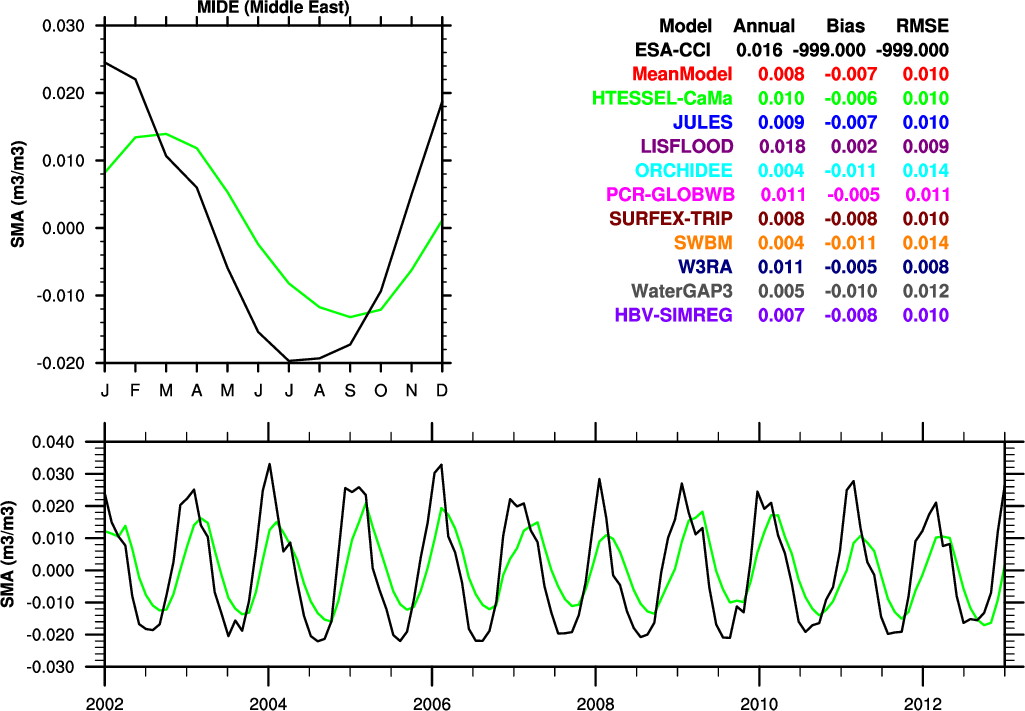 MIDE (Middle East)
0.030
0.020
0.010
0.000
-0.010
-0.020
SMA (m3/m3)
J F M A M J J A S O N D
Model Annual Bias RMSE
ESA-CCI 0.016 -999.000 -999.000
MeanModel 0.008 -0.007 0.010
HTESSEL-CaMa 0.010 -0.006 0.010
JULES 0.009 -0.007 0.010
LISFLOOD 0.018 0.002 0.009
ORCHIDEE 0.004 -0.011 0.014
PCR-GLOBWB 0.011 -0.005 0.011
SURFEX-TRIP 0.008 -0.008 0.010
SWBM 0.004 -0.011 0.014
W3RA 0.011 -0.005 0.008
WaterGAP3 0.005 -0.010 0.012
HBV-SIMREG 0.007 -0.008 0.010
0.040
0.030
0.020
0.010
0.000
-0.010
-0.020
-0.030
SMA (m3/m3)
2002 2004 2006 2008 2010 2012